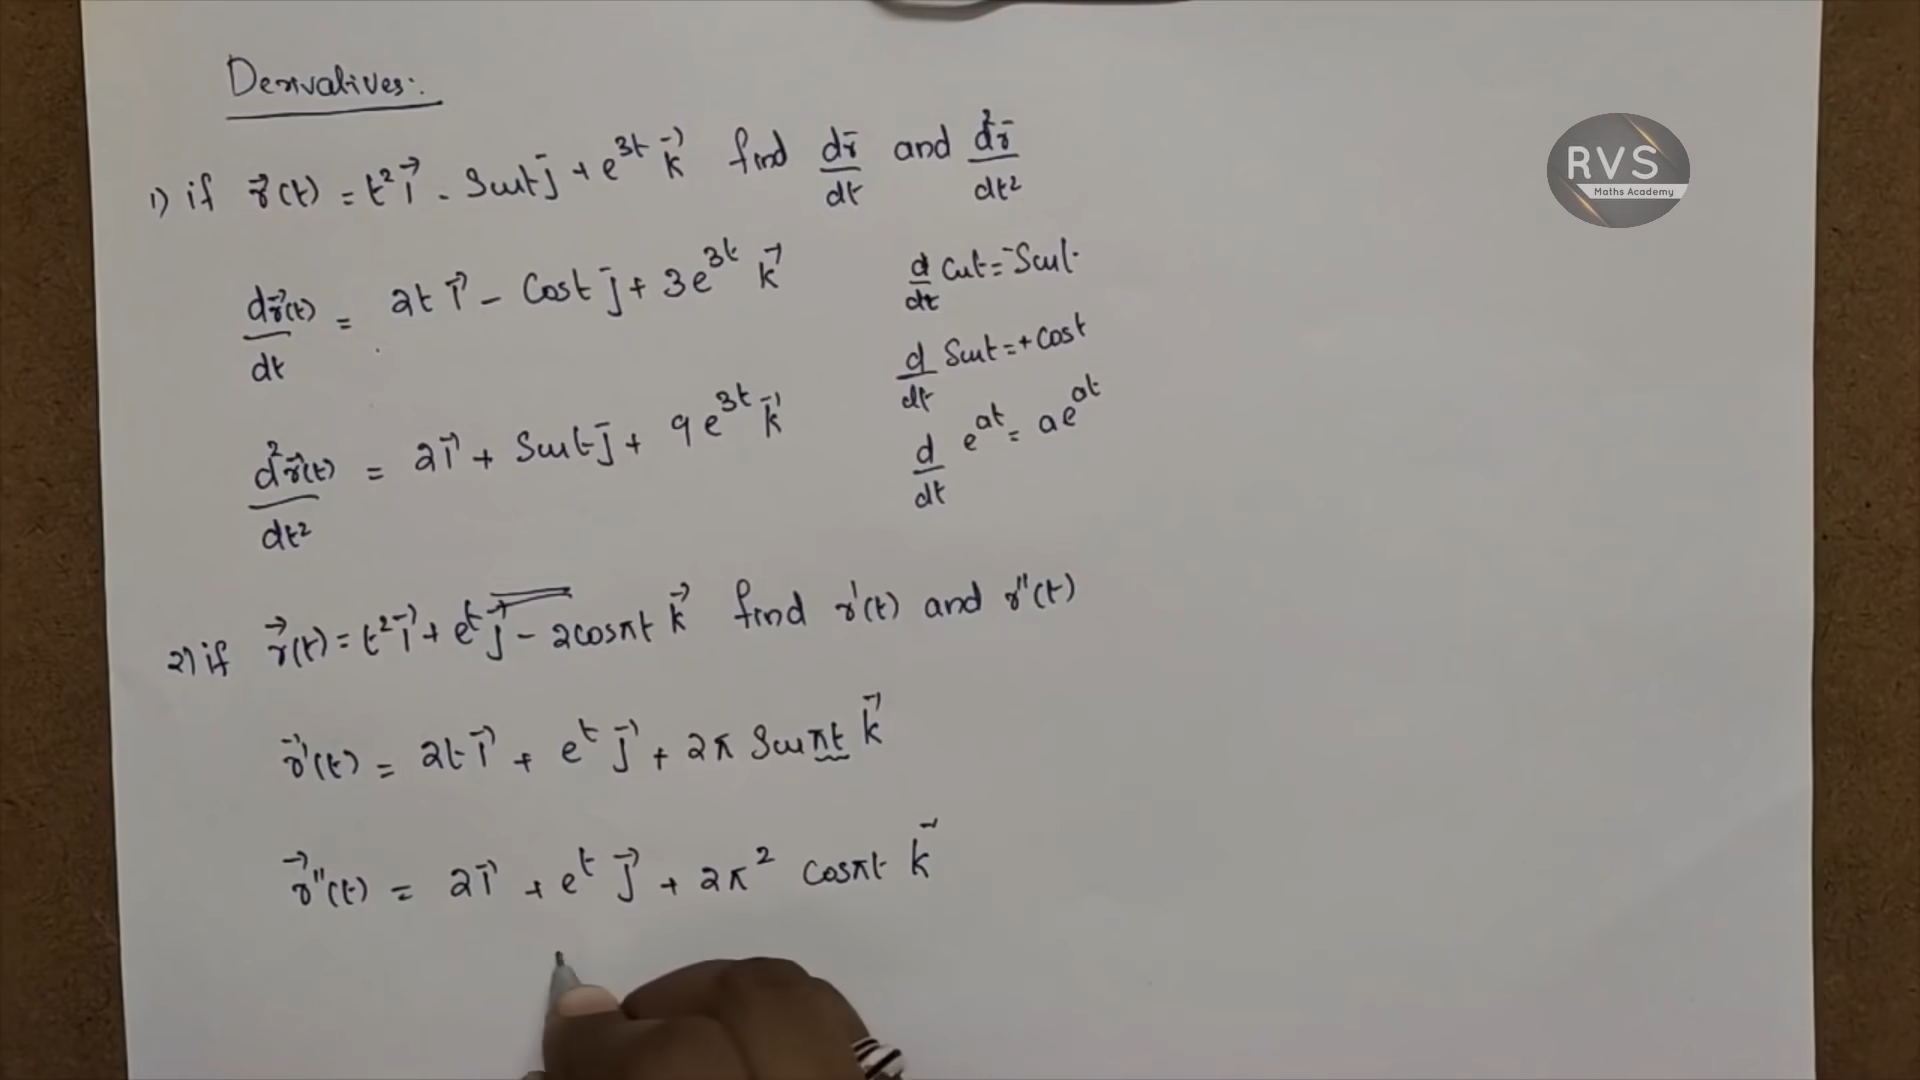 Derivatives:
1) if r⃗(t) = t²i⃗ - Sint j⃗ + e^3t k⃗ find dr̄/dt and d²r̄/dt²
dr⃗(t)/dt = 2t i⃗ - Cost j⃗ + 3e^3t k⃗
d²r⃗(t)/dt² = 2i⃗ + Sint j⃗ + 9e^3t k⃗
d/dt Cost = -Sint
d/dt Sint = +Cost
d/dt e^at = ae^at
2) if r⃗(t) = t²i⃗ + e^t j⃗ - 2cosπt k⃗ find r'(t) and r''(t)
r⃗'(t) = 2t i⃗ + e^t j⃗ + 2π Sinπt k⃗
r⃗''(t) = 2i⃗ + e^t j⃗ + 2π² cosπt k⃗
RVS
Maths Academy